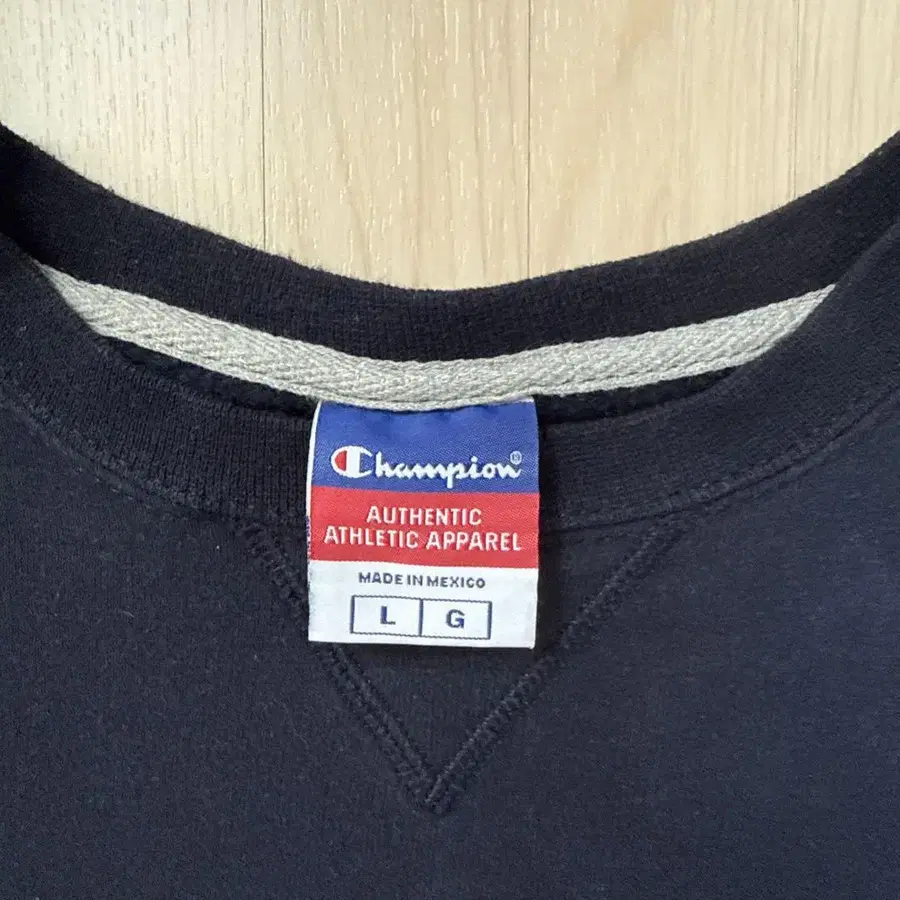 Champion®
AUTHENTIC
ATHLETIC APPAREL
MADE IN MEXICO
L G